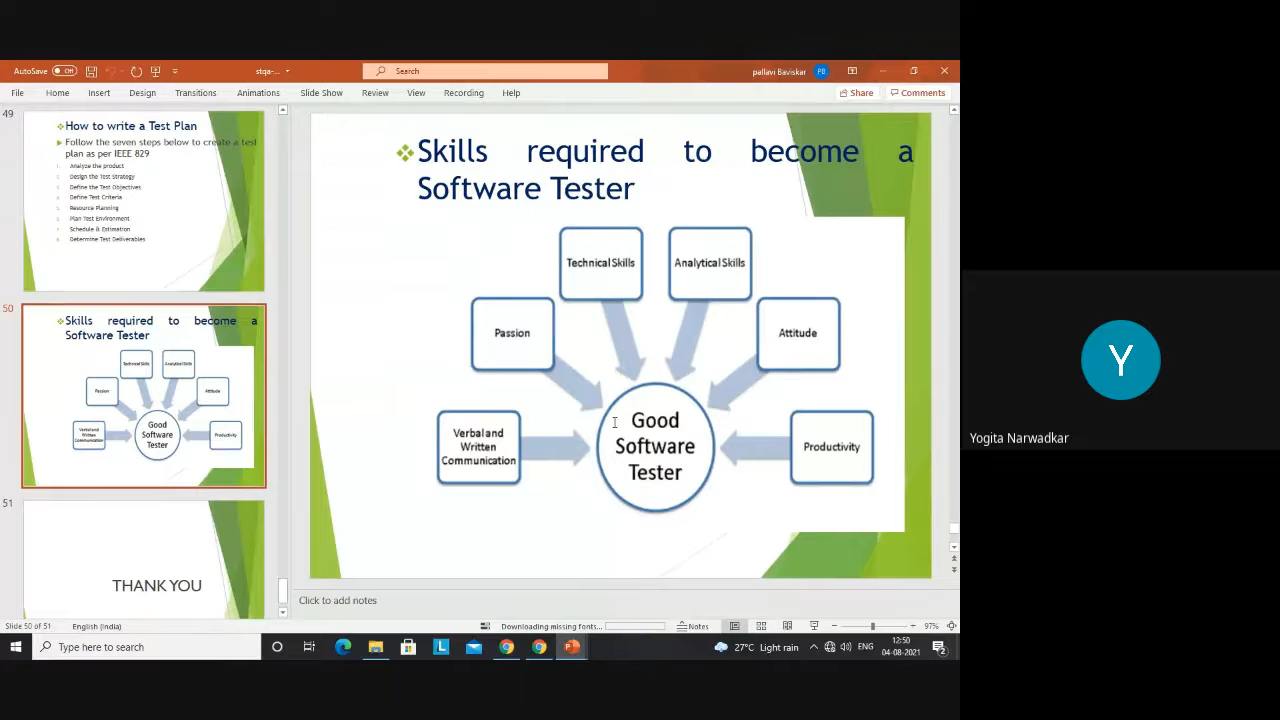 AutoSave Off
stqa-...
Search
pallavi Baviskar PB
File Home Insert Design Transitions Animations Slide Show Review View Recording Help
Share Comments
49
How to write a Test Plan
Follow the seven steps below to create a test
plan as per IEEE 829
Analyze the product
Design the Test Strategy
Define the Test Objectives
Define Test Criteria
Resource Planning
Plan Test Environment
Schedule & Estimation
Determine Test Deliverables
50
Skills required to become a
Software Tester
Technical Skills
Analytical Skills
Passion
Attitude
Verbal and
Written
Communication
Good
Software
Tester
Productivity
51
THANK YOU
Skills required to become a
Software Tester
Technical Skills
Analytical Skills
Passion
Attitude
Verbal and
Written
Communication
Good
Software
Tester
Productivity
Click to add notes
Slide 50 of 51 English (India) Downloading missing fonts... Notes 97%
Type here to search
L
27°C Light rain
ENG
12:50
04-08-2021
2
Y
Yogita Narwadkar